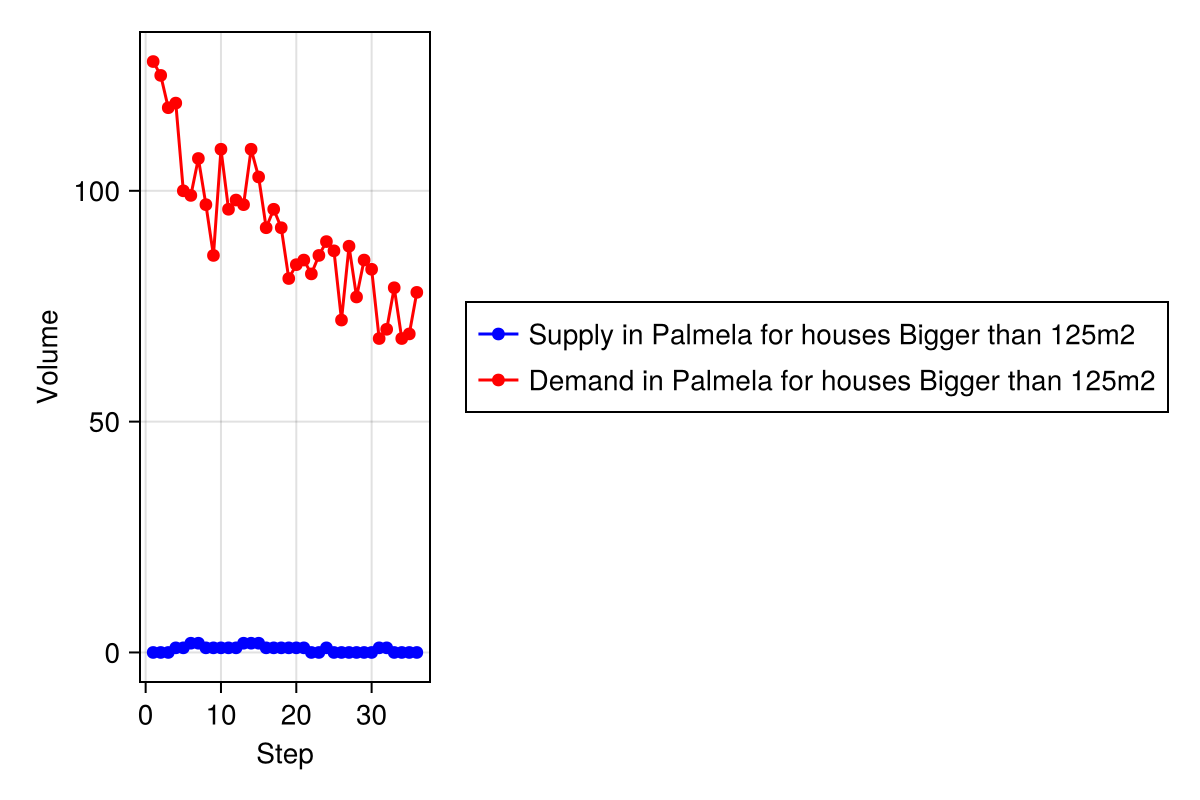 100
50
0
Volume
0 10 20 30
Step
Supply in Palmela for houses Bigger than 125m2
Demand in Palmela for houses Bigger than 125m2